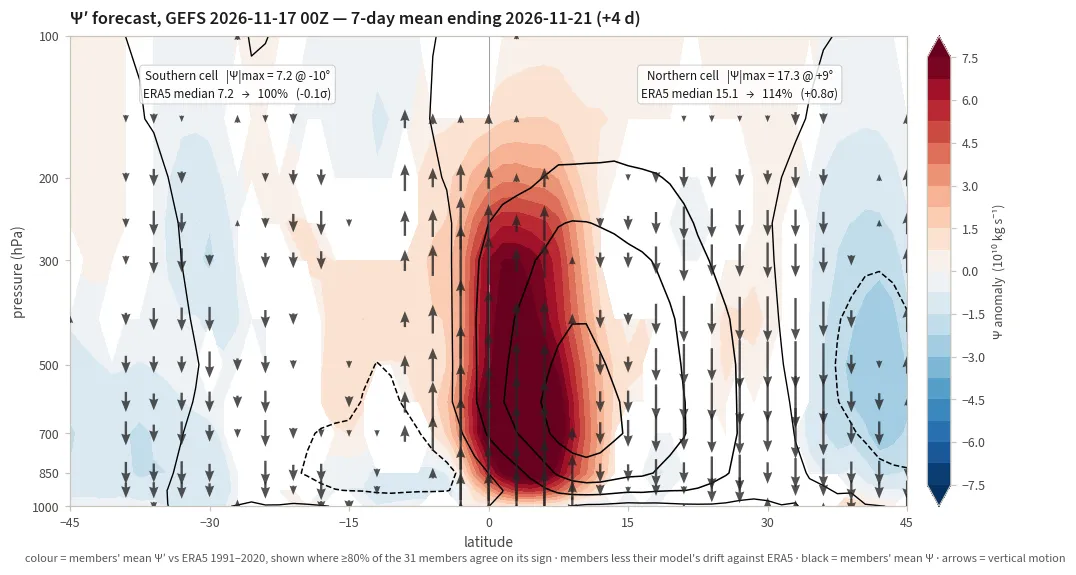 Ψ′ forecast, GEFS 2026-11-17 00Z — 7-day mean ending 2026-11-21 (+4 d)
Southern cell |Ψ|max = 7.2 @ -10°
ERA5 median 7.2 → 100% (-0.1σ)
Northern cell |Ψ|max = 17.3 @ +9°
ERA5 median 15.1 → 114% (+0.8σ)
pressure (hPa)
100
200
300
400
500
700
850
1000
−45
−30
−15
0
15
30
45
latitude
7.5
6.0
4.5
3.0
1.5
0.0
−1.5
−3.0
−4.5
−6.0
−7.5
Ψ anomaly (10¹⁰ kg s⁻¹)
colour = members' mean Ψ′ vs ERA5 1991–2020, shown where ≥80% of the 31 members agree on its sign · members less their model's drift against ERA5 · black = members' mean Ψ · arrows = vertical motion